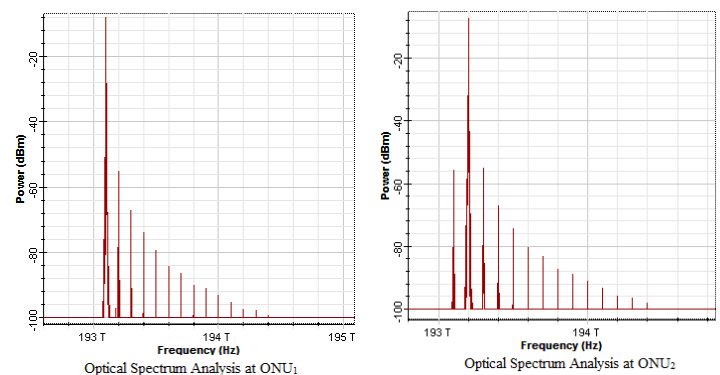 Power (dBm)
-20
-40
-60
-80
-100
193 T
194 T
195 T
Frequency (Hz)
Optical Spectrum Analysis at ONU₁
Power (dBm)
-20
-40
-60
-80
-100
193 T
194 T
Frequency (Hz)
Optical Spectrum Analysis at ONU₂